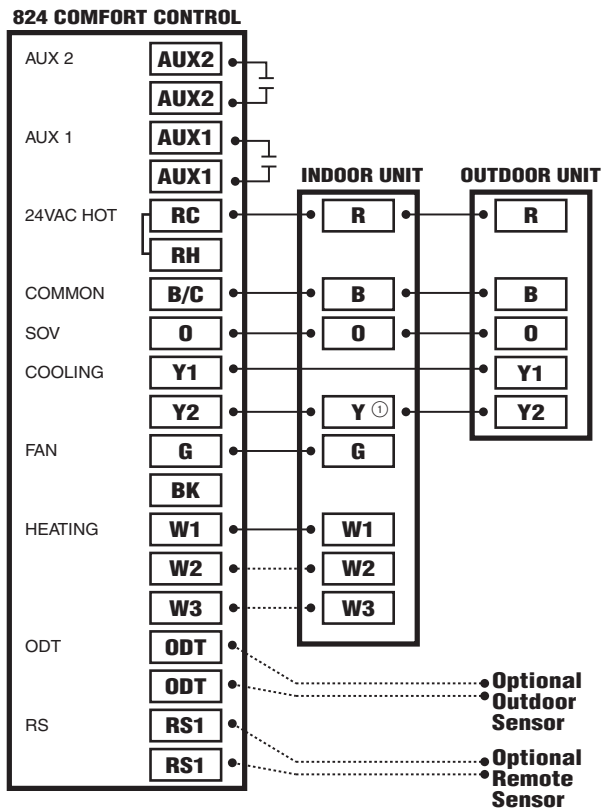 824 COMFORT CONTROL
AUX 2 AUX2
AUX2
AUX 1 AUX1
AUX1
INDOOR UNIT OUTDOOR UNIT
24VAC HOT RC R R
RH
COMMON B/C B B
SOV O O O
COOLING Y1 Y1
Y2 Y ① Y2
FAN G G
BK
HEATING W1 W1
W2 W2
W3 W3
ODT ODT
ODT
Optional
Outdoor
Sensor
RS RS1
RS1
Optional
Remote
Sensor